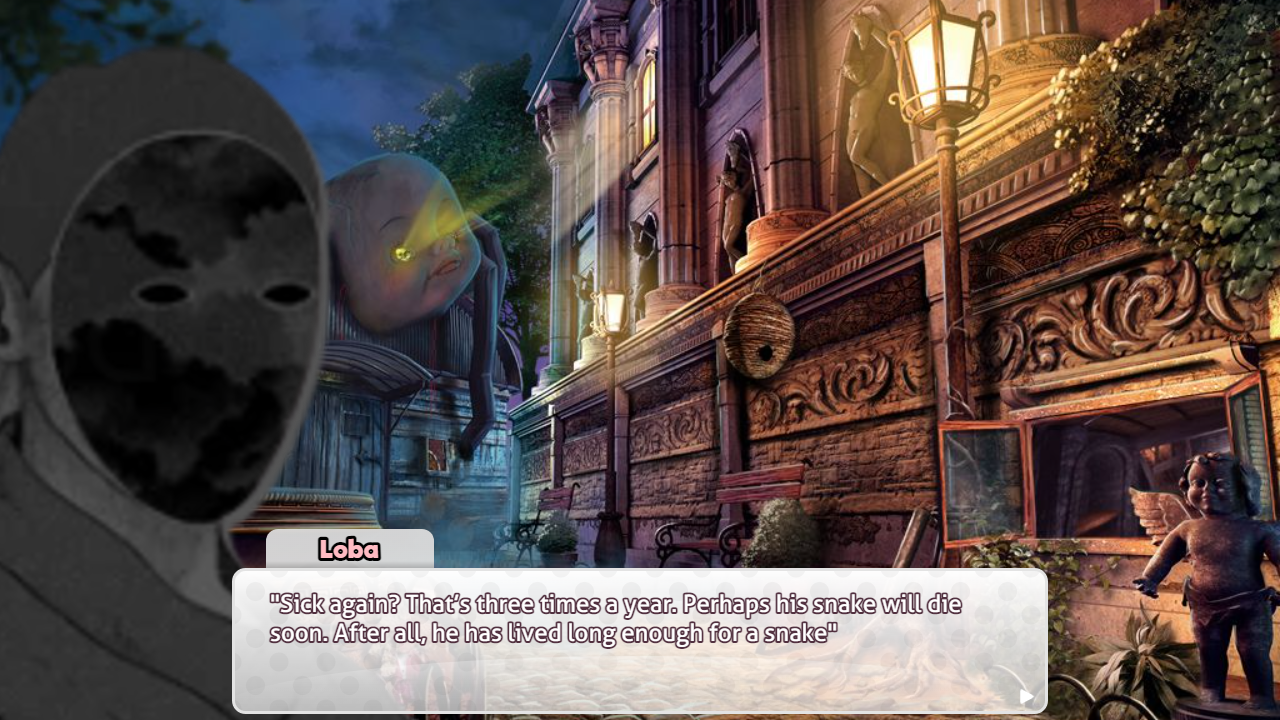 Loba
"Sick again? That's three times a year. Perhaps his snake will die
soon. After all, he has lived long enough for a snake"